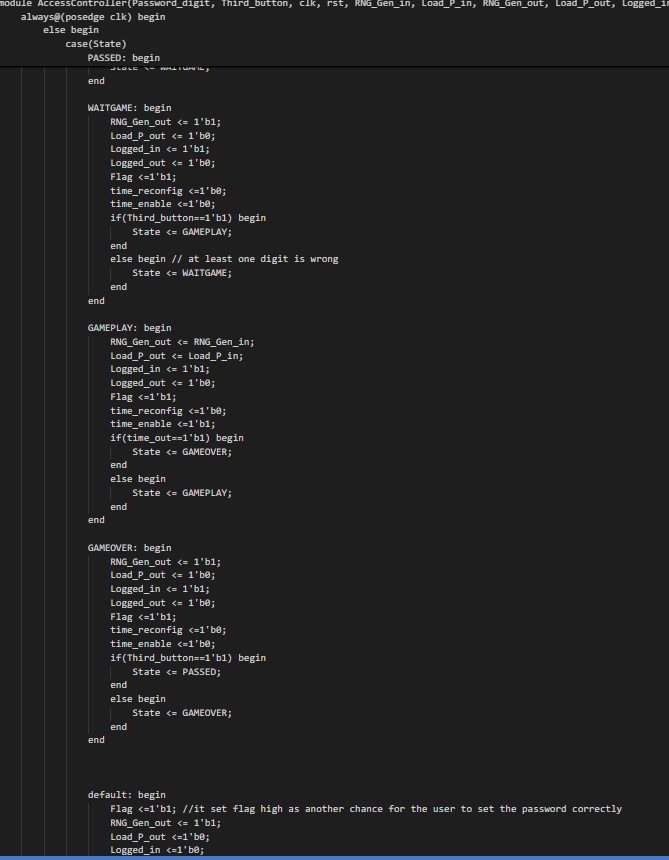 module AccessController(Password_digit, Third_button, clk, rst, RNG_Gen_in, Load_P_in, RNG_Gen_out, Load_P_out, Logged_in
always@(posedge clk) begin
else begin
case(State)
PASSED: begin
State <= WAITGAME;
end
WAITGAME: begin
RNG_Gen_out <= 1'b1;
Load_P_out <= 1'b0;
Logged_in <= 1'b1;
Logged_out <= 1'b0;
Flag <=1'b1;
time_reconfig <=1'b0;
time_enable <=1'b0;
if(Third_button==1'b1) begin
State <= GAMEPLAY;
end
else begin // at least one digit is wrong
State <= WAITGAME;
end
end
GAMEPLAY: begin
RNG_Gen_out <= RNG_Gen_in;
Load_P_out <= Load_P_in;
Logged_in <= 1'b1;
Logged_out <= 1'b0;
Flag <=1'b1;
time_reconfig <=1'b0;
time_enable <=1'b1;
if(time_out==1'b1) begin
State <= GAMEOVER;
end
else begin
State <= GAMEPLAY;
end
end
GAMEOVER: begin
RNG_Gen_out <= 1'b1;
Load_P_out <= 1'b0;
Logged_in <= 1'b1;
Logged_out <= 1'b0;
Flag <=1'b1;
time_reconfig <=1'b0;
time_enable <=1'b0;
if(Third_button==1'b1) begin
State <= PASSED;
end
else begin
State <= GAMEOVER;
end
end
default: begin
Flag <=1'b1; //it set flag high as another chance for the user to set the password correctly
RNG_Gen_out <= 1'b1;
Load_P_out <=1'b0;
Logged_in <=1'b0;